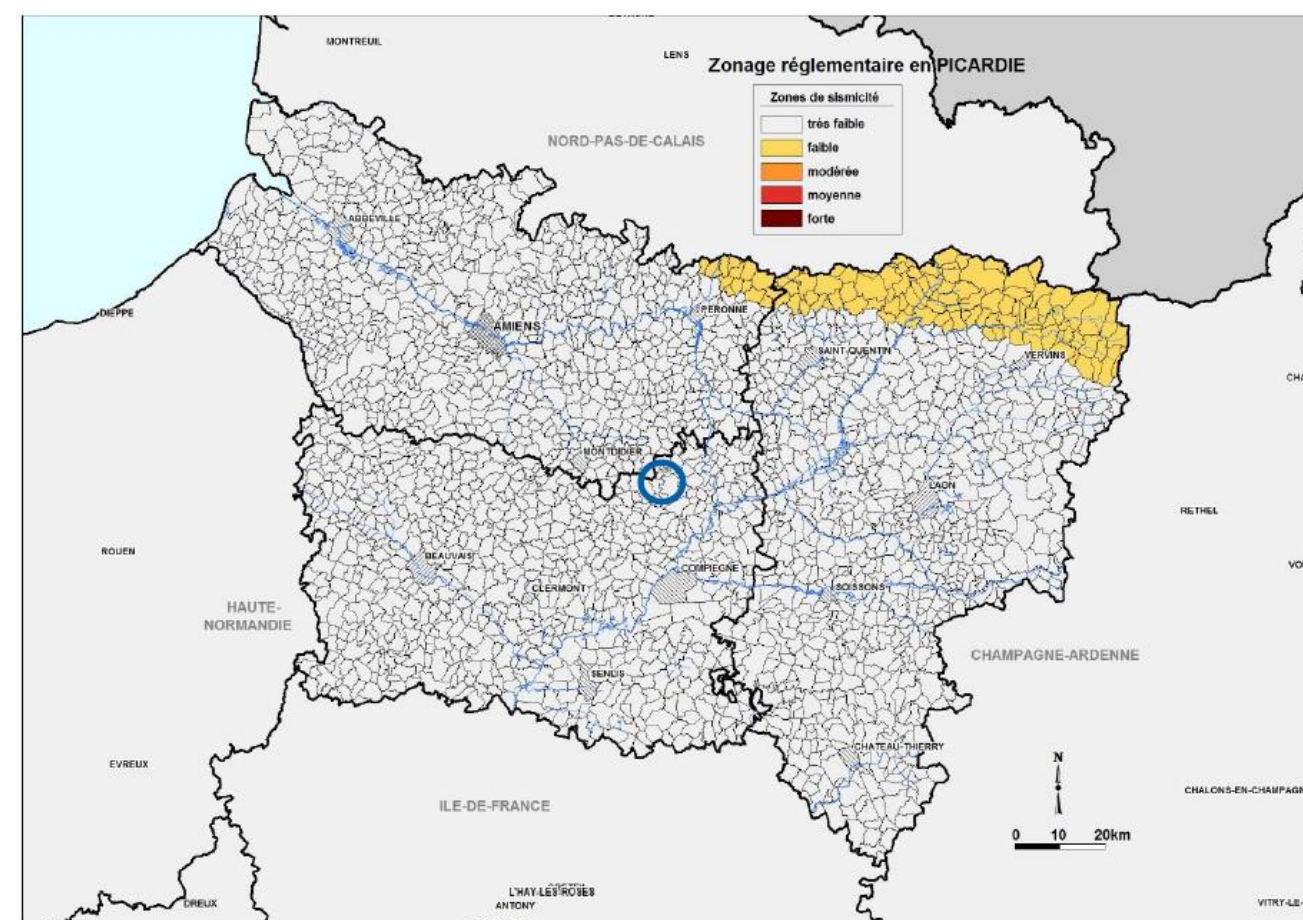 MONTREUIL
LENS
Zonage réglementaire en PICARDIE
Zones de sismicité
très faible
faible
modérée
moyenne
forte
NORD-PAS-DE-CALAIS
ABBEVILLE
DIEPPE
AMIENS
PERONNE
SAINT-QUENTIN
VERVINS
MONTDIDIER
LAON
RETHEL
ROUEN
BEAUVAIS
CLERMONT
COMPIEGNE
SOISSONS
HAUTE-
NORMANDIE
CHAMPAGNE-ARDENNE
SENLIS
CHATEAU-THIERRY
EVREUX
N
ILE-DE-FRANCE
CHALONS-EN-CHAMPAGN
0 10 20km
L'HAY-LES-ROSES
ANTONY
DREUX
VITRY-LE-